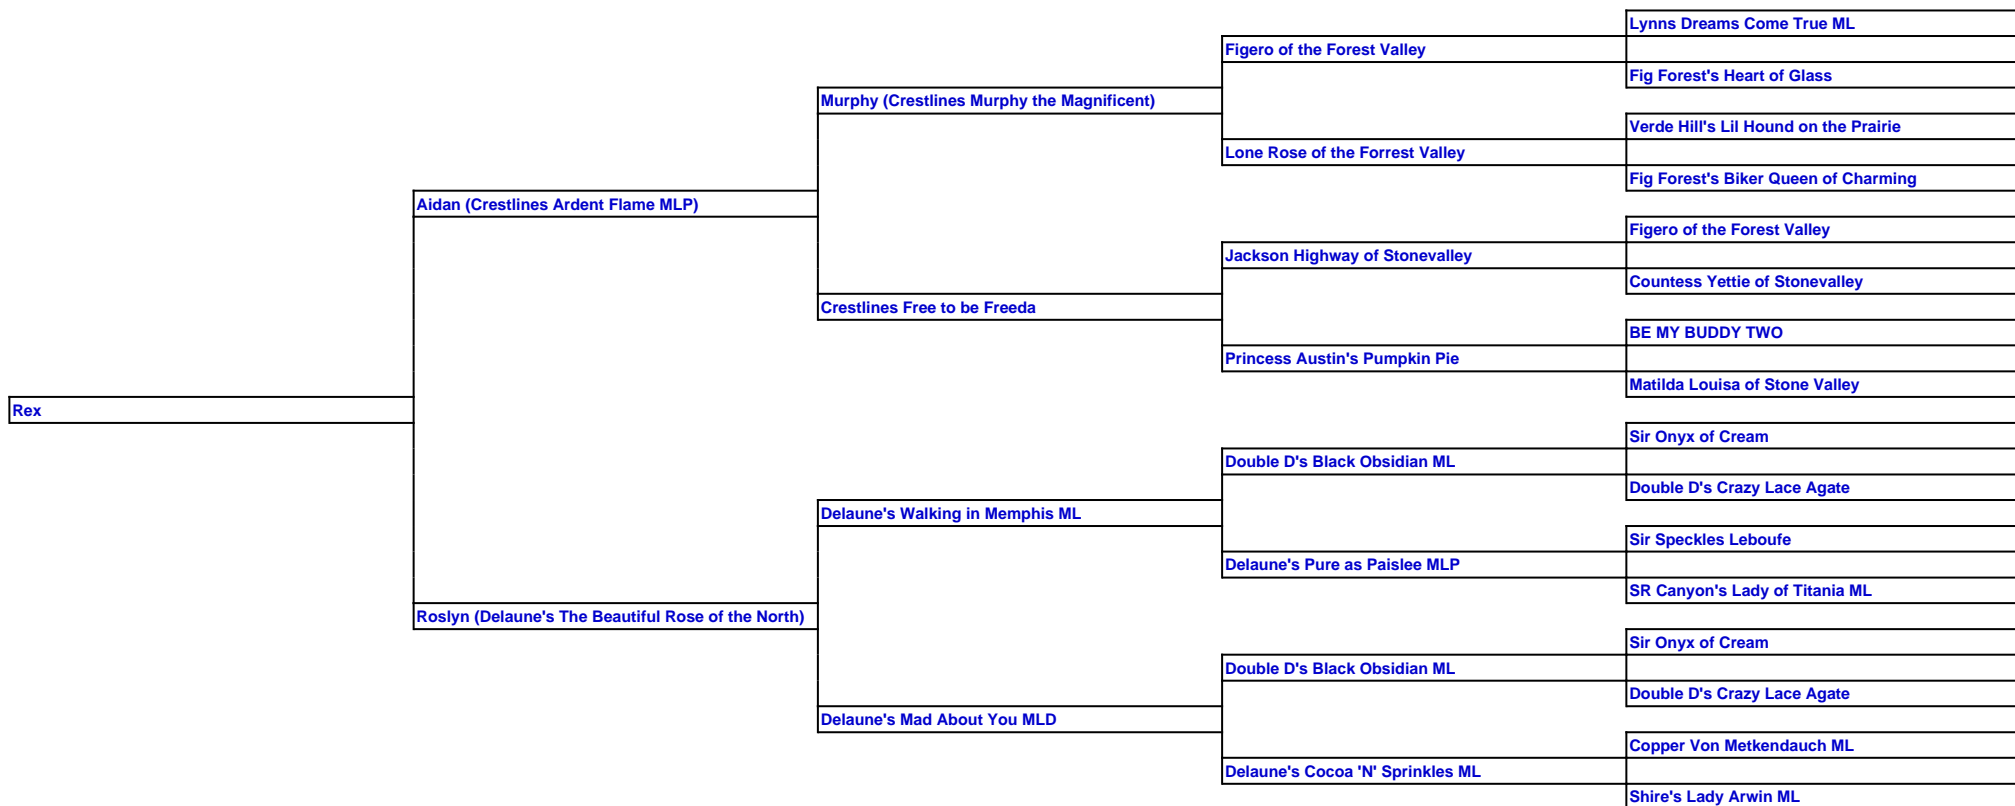 Lynns Dreams Come True ML
Figero of the Forest Valley
Fig Forest's Heart of Glass
Murphy (Crestlines Murphy the Magnificent)
Verde Hill's Lil Hound on the Prairie
Lone Rose of the Forrest Valley
Fig Forest's Biker Queen of Charming
Aidan (Crestlines Ardent Flame MLP)
Figero of the Forest Valley
Jackson Highway of Stonevalley
Countess Yettie of Stonevalley
Crestlines Free to be Freeda
BE MY BUDDY TWO
Princess Austin's Pumpkin Pie
Matilda Louisa of Stone Valley
Rex
Sir Onyx of Cream
Double D's Black Obsidian ML
Double D's Crazy Lace Agate
Delaune's Walking in Memphis ML
Sir Speckles Leboufe
Delaune's Pure as Paislee MLP
SR Canyon's Lady of Titania ML
Roslyn (Delaune's The Beautiful Rose of the North)
Sir Onyx of Cream
Double D's Black Obsidian ML
Double D's Crazy Lace Agate
Delaune's Mad About You MLD
Copper Von Metkendauch ML
Delaune's Cocoa 'N' Sprinkles ML
Shire's Lady Arwin ML